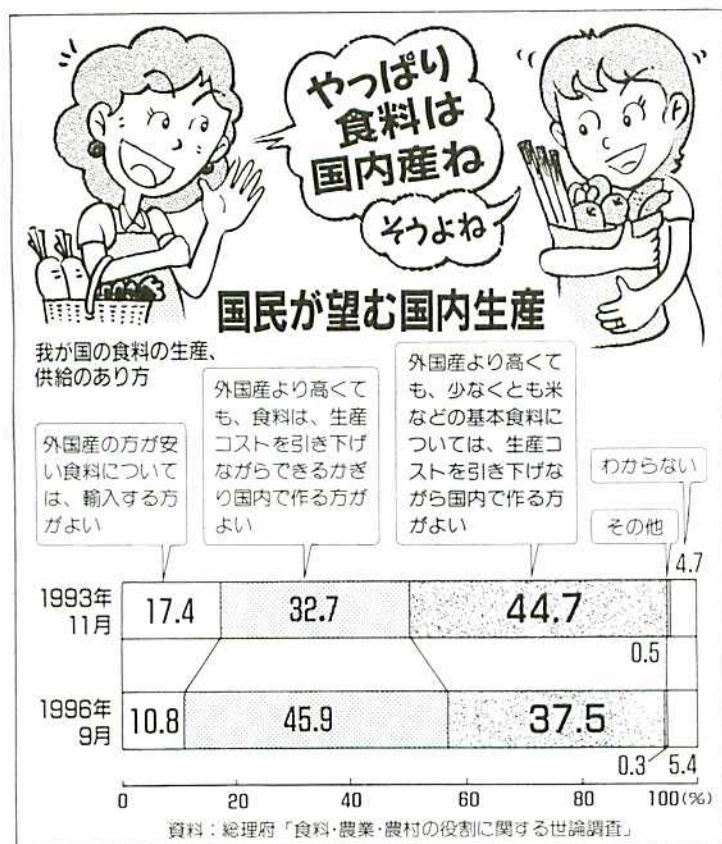 やっぱり
食料は
国内産ね
そうよね
国民が望む国内生産
我が国の食料の生産、
供給のあり方
外国産の方が安
い食料について
は、輸入する方
がよい
外国産より高くて
も、食料は、生産
コストを引き下げ
ながらできるかぎ
り国内で作る方が
よい
外国産より高くて
も、少なくとも米
などの基本食料に
ついては、生産コ
ストを引き下げな
がら国内で作る方
がよい
その他
わからない
1993年
11月
17.4
32.7
44.7
0.5
4.7
1996年
9月
10.8
45.9
37.5
0.3
5.4
0 20 40 60 80 100(%)
資料:総理府「食料・農業・農村の役割に関する世論調査」